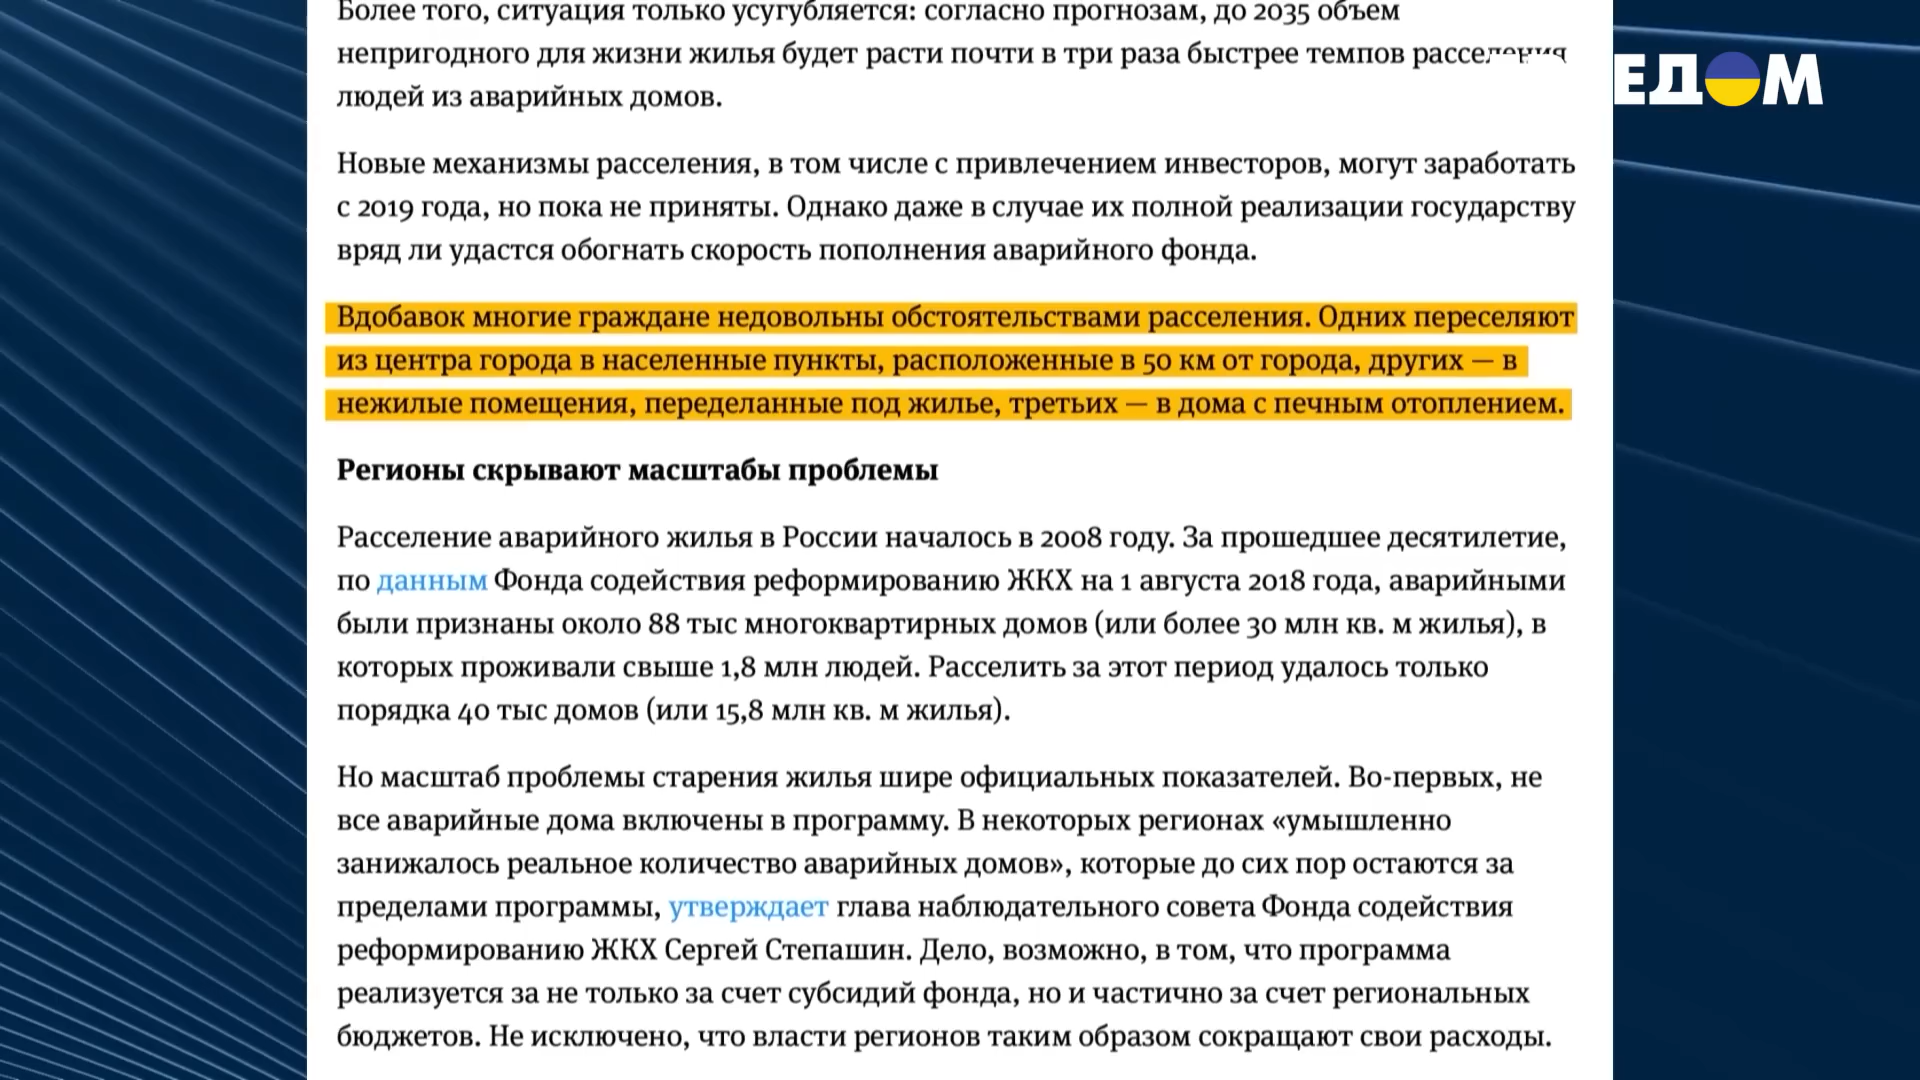 Более того, ситуация только усугубляется: согласно прогнозам, до 2035 объем
непригодного для жизни жилья будет расти почти в три раза быстрее темпов расселения
людей из аварийных домов.
Новые механизмы расселения, в том числе с привлечением инвесторов, могут заработать
с 2019 года, но пока не приняты. Однако даже в случае их полной реализации государству
вряд ли удастся обогнать скорость пополнения аварийного фонда.
Вдобавок многие граждане недовольны обстоятельствами расселения. Одних переселяют
из центра города в населенные пункты, расположенные в 50 км от города, других — в
нежилые помещения, переделанные под жилье, третьих — в дома с печным отоплением.
Регионы скрывают масштабы проблемы
Расселение аварийного жилья в России началось в 2008 году. За прошедшее десятилетие,
по данным Фонда содействия реформированию ЖКХ на 1 августа 2018 года, аварийными
были признаны около 88 тыс многоквартирных домов (или более 30 млн кв. м жилья), в
которых проживали свыше 1,8 млн людей. Расселить за этот период удалось только
порядка 40 тыс домов (или 15,8 млн кв. м жилья).
Но масштаб проблемы старения жилья шире официальных показателей. Во-первых, не
все аварийные дома включены в программу. В некоторых регионах «умышленно
занижалось реальное количество аварийных домов», которые до сих пор остаются за
пределами программы, утверждает глава наблюдательного совета Фонда содействия
реформированию ЖКХ Сергей Степашин. Дело, возможно, в том, что программа
реализуется за не только за счет субсидий фонда, но и частично за счет региональных
бюджетов. Не исключено, что власти регионов таким образом сокращают свои расходы.
ЕДОМ